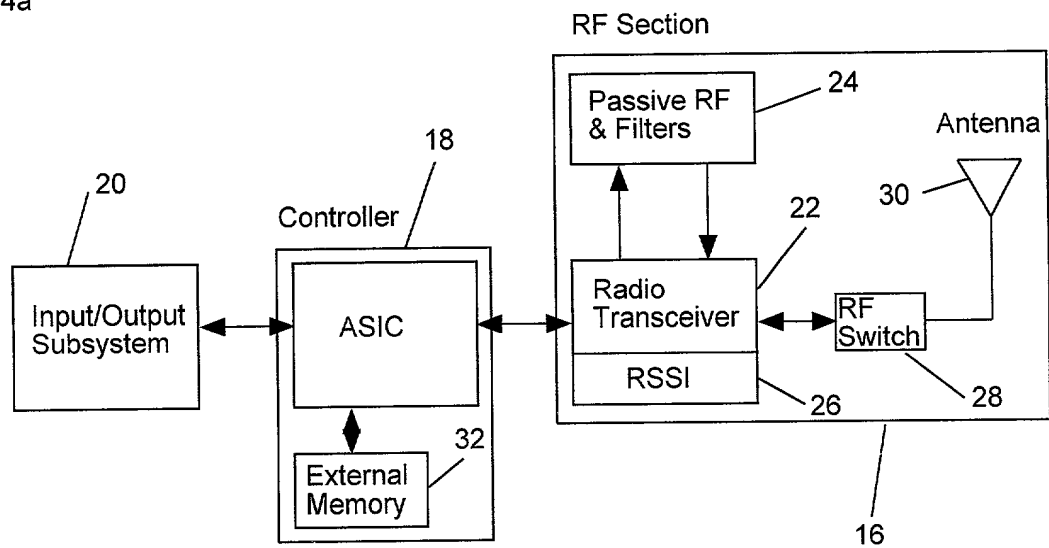 4a
RF Section
Passive RF
& Filters
24
Antenna
30
18
20
Controller
22
Input/Output
Subsystem
ASIC
Radio
Transceiver
RF
Switch
RSSI
26
28
32
External
Memory
16